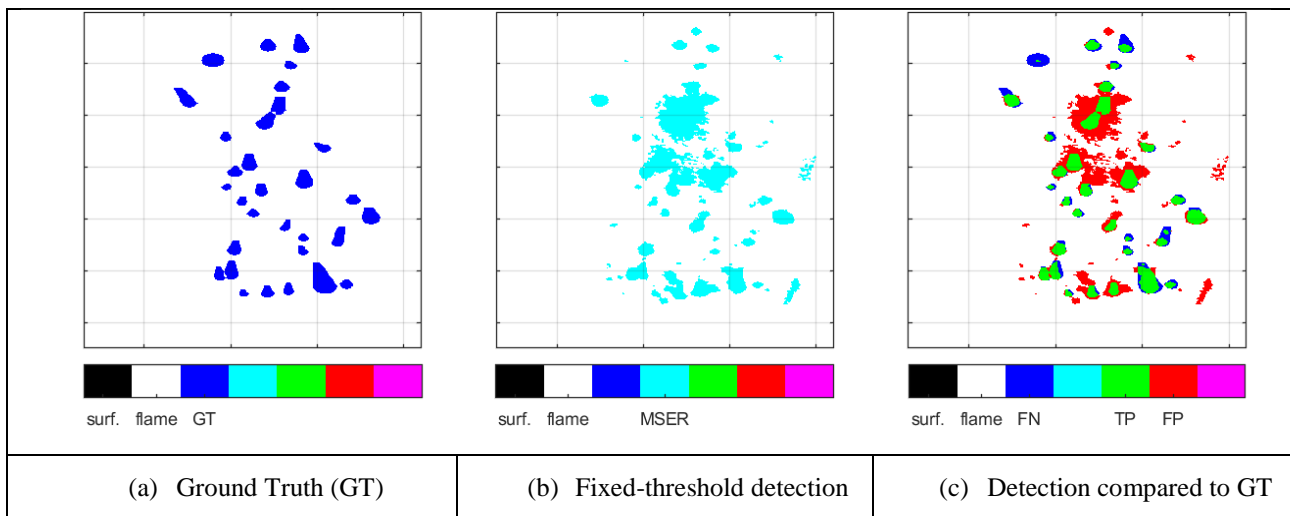 surf. flame GT
surf. flame MSER
surf. flame FN TP FP
(a) Ground Truth (GT)
(b) Fixed-threshold detection
(c) Detection compared to GT